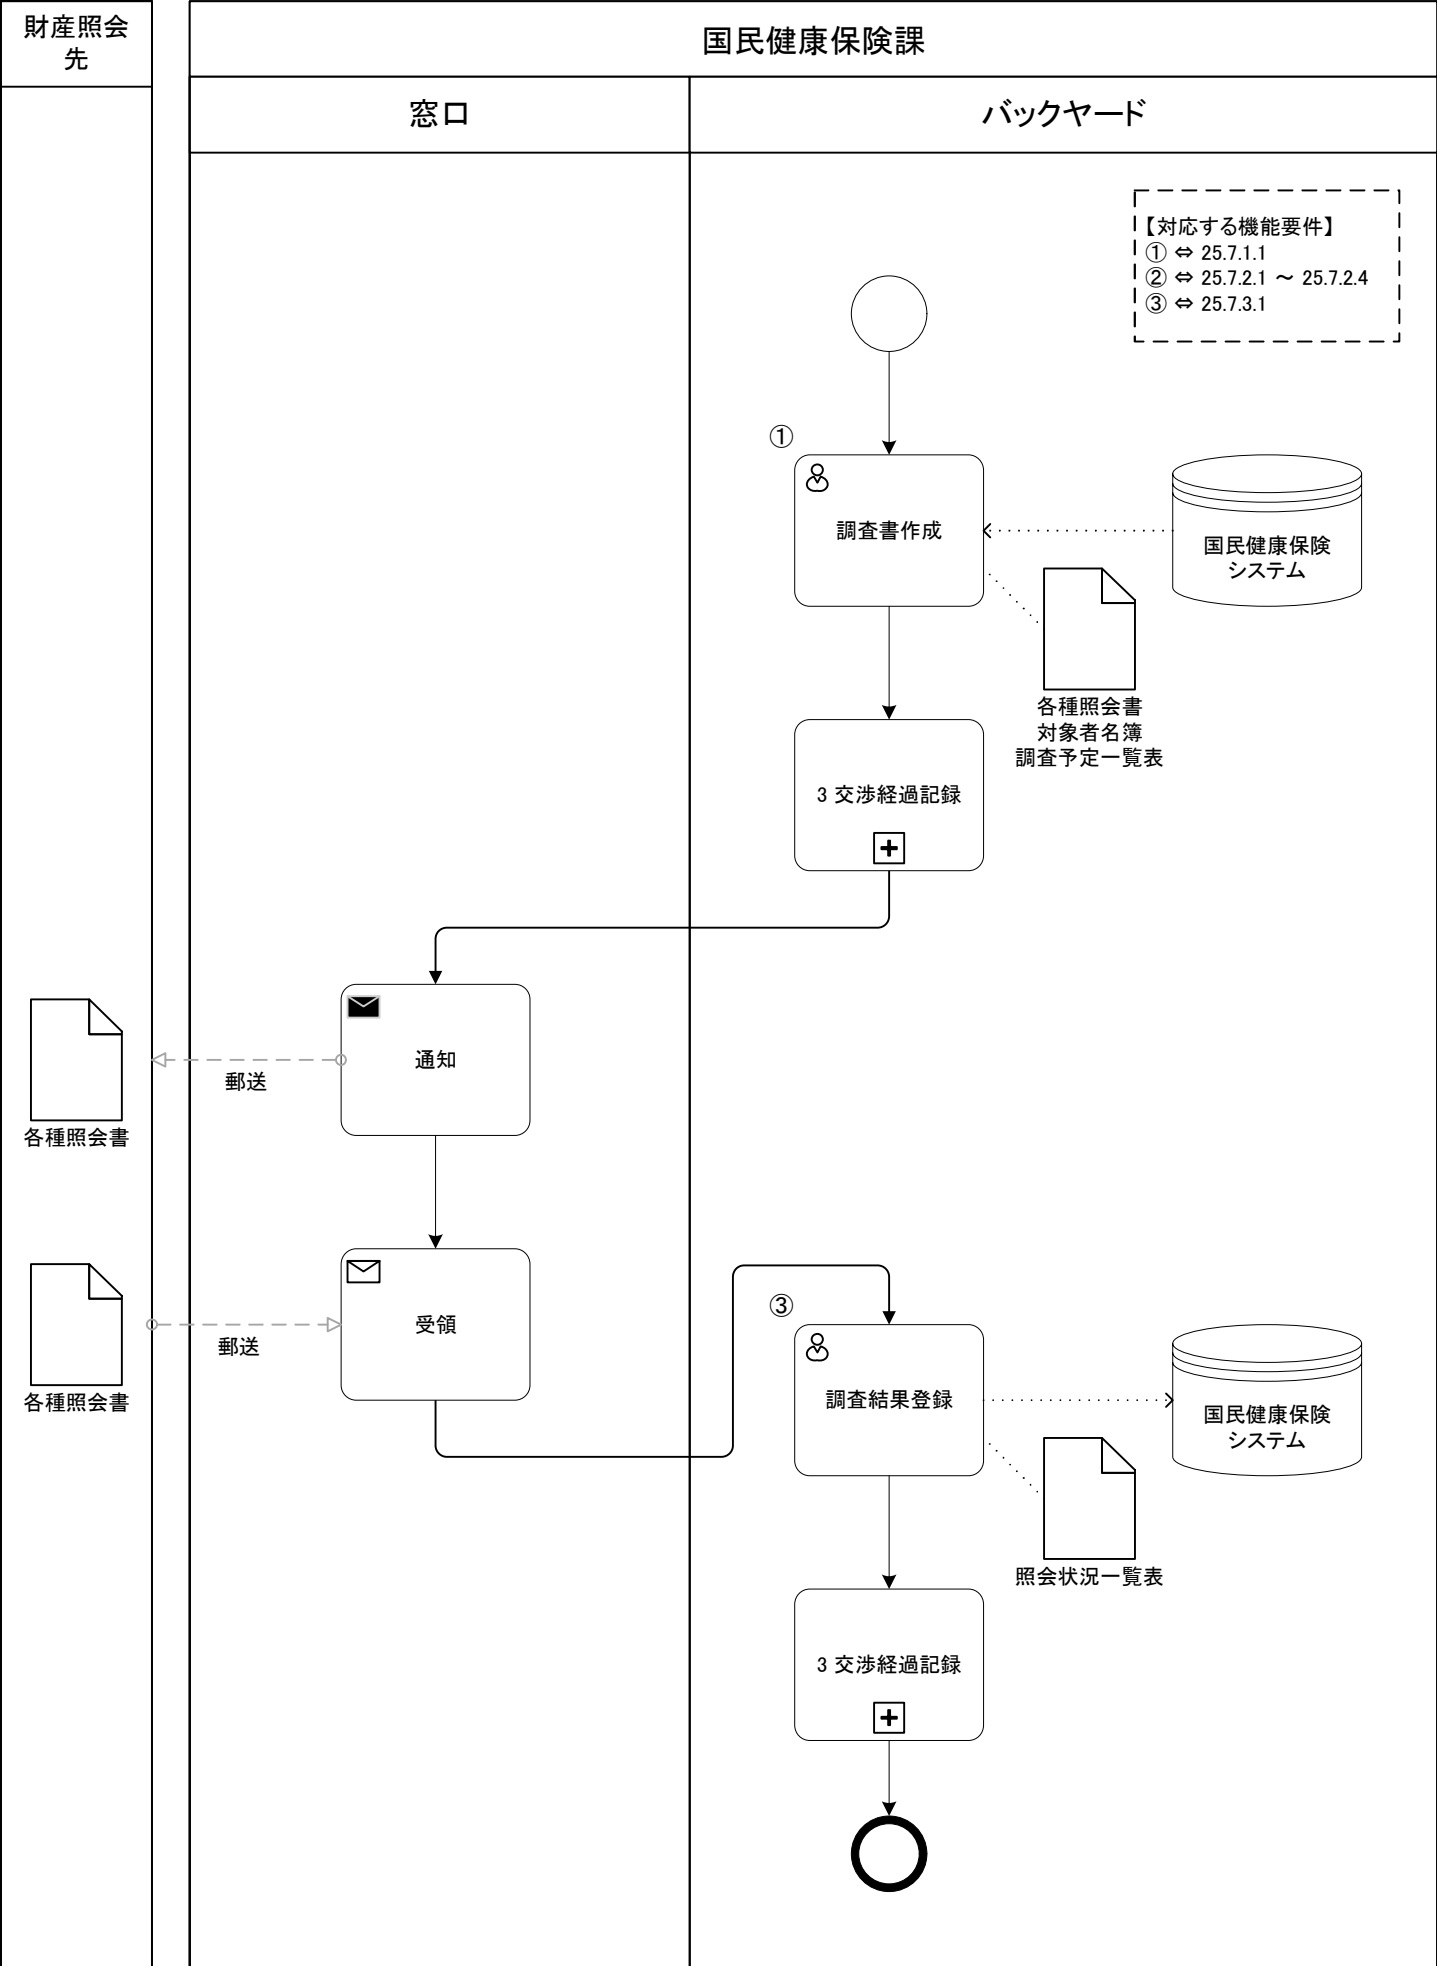 財産照会
先
国民健康保険課
窓口
バックヤード
【対応する機能要件】
① ⇔ 25.7.1.1
② ⇔ 25.7.2.1 ～ 25.7.2.4
③ ⇔ 25.7.3.1
①
調査書作成
国民健康保険
システム
各種照会書
対象者名簿
調査予定一覧表
3 交渉経過記録
通知
郵送
各種照会書
受領
郵送
各種照会書
③
調査結果登録
国民健康保険
システム
照会状況一覧表
3 交渉経過記録